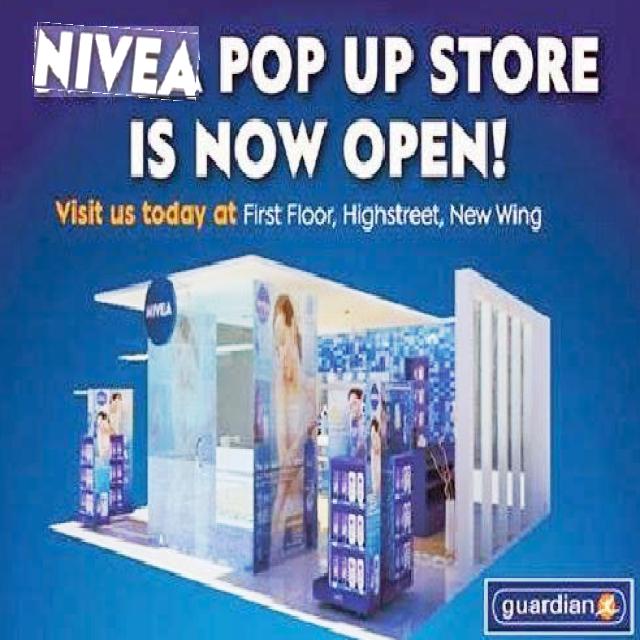 NIVEA POP UP STORE
IS NOW OPEN!
Visit us today at First Floor, Highstreet, New Wing
NIVEA
guardian